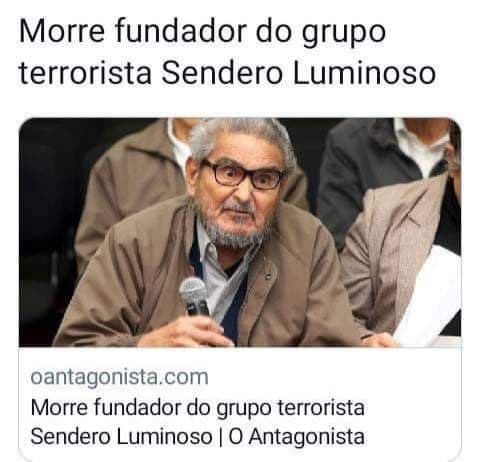 Morre fundador do grupo
terrorista Sendero Luminoso
oantagonista.com
Morre fundador do grupo terrorista
Sendero Luminoso | O Antagonista